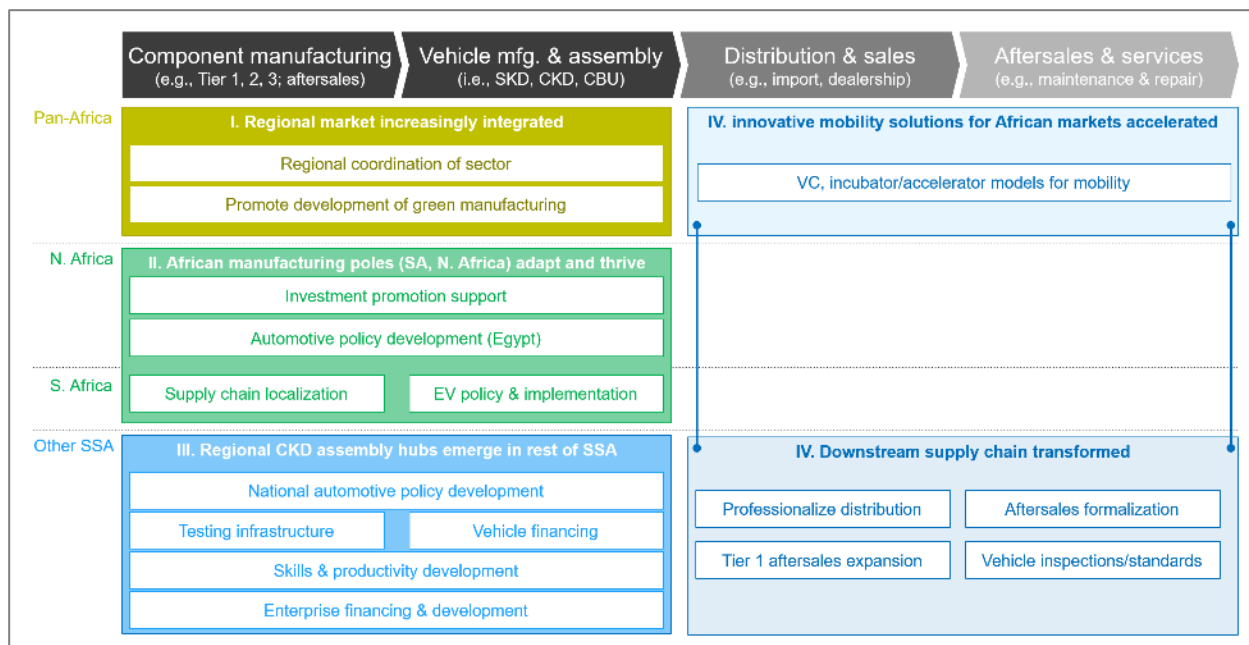 Component manufacturing
(e.g., Tier 1, 2, 3; aftersales)
Vehicle mfg. & assembly
(i.e., SKD, CKD, CBU)
Distribution & sales
(e.g., import, dealership)
Aftersales & services
(e.g., maintenance & repair)
Pan-Africa
I. Regional market increasingly integrated
Regional coordination of sector
Promote development of green manufacturing
IV. innovative mobility solutions for African markets accelerated
VC, incubator/accelerator models for mobility
N. Africa
II. African manufacturing poles (SA, N. Africa) adapt and thrive
Investment promotion support
Automotive policy development (Egypt)
S. Africa
Supply chain localization
EV policy & implementation
Other SSA
III. Regional CKD assembly hubs emerge in rest of SSA
National automotive policy development
Testing infrastructure
Vehicle financing
Skills & productivity development
Enterprise financing & development
IV. Downstream supply chain transformed
Professionalize distribution
Aftersales formalization
Tier 1 aftersales expansion
Vehicle inspections/standards